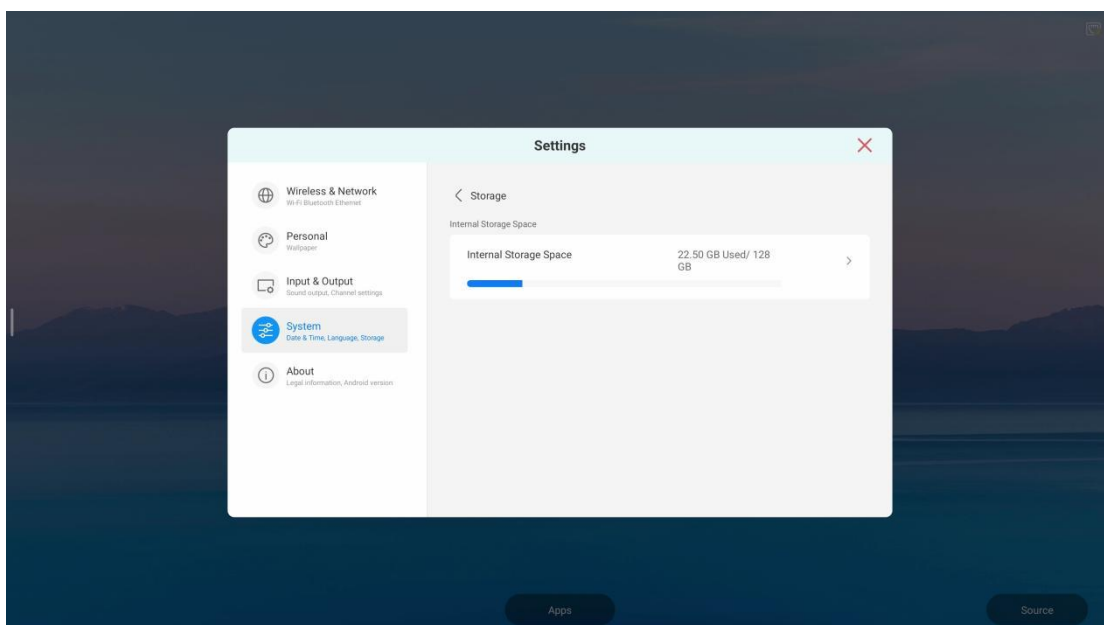 Settings
Wireless & Network
Wi-Fi Bluetooth Ethernet
Personal
Wallpaper
Input & Output
Sound output, Channel settings
System
Date & Time, Language, Storage
About
Legal information, Android version
Storage
Internal Storage Space
Internal Storage Space
22.50 GB Used/ 128
GB
Apps
Source